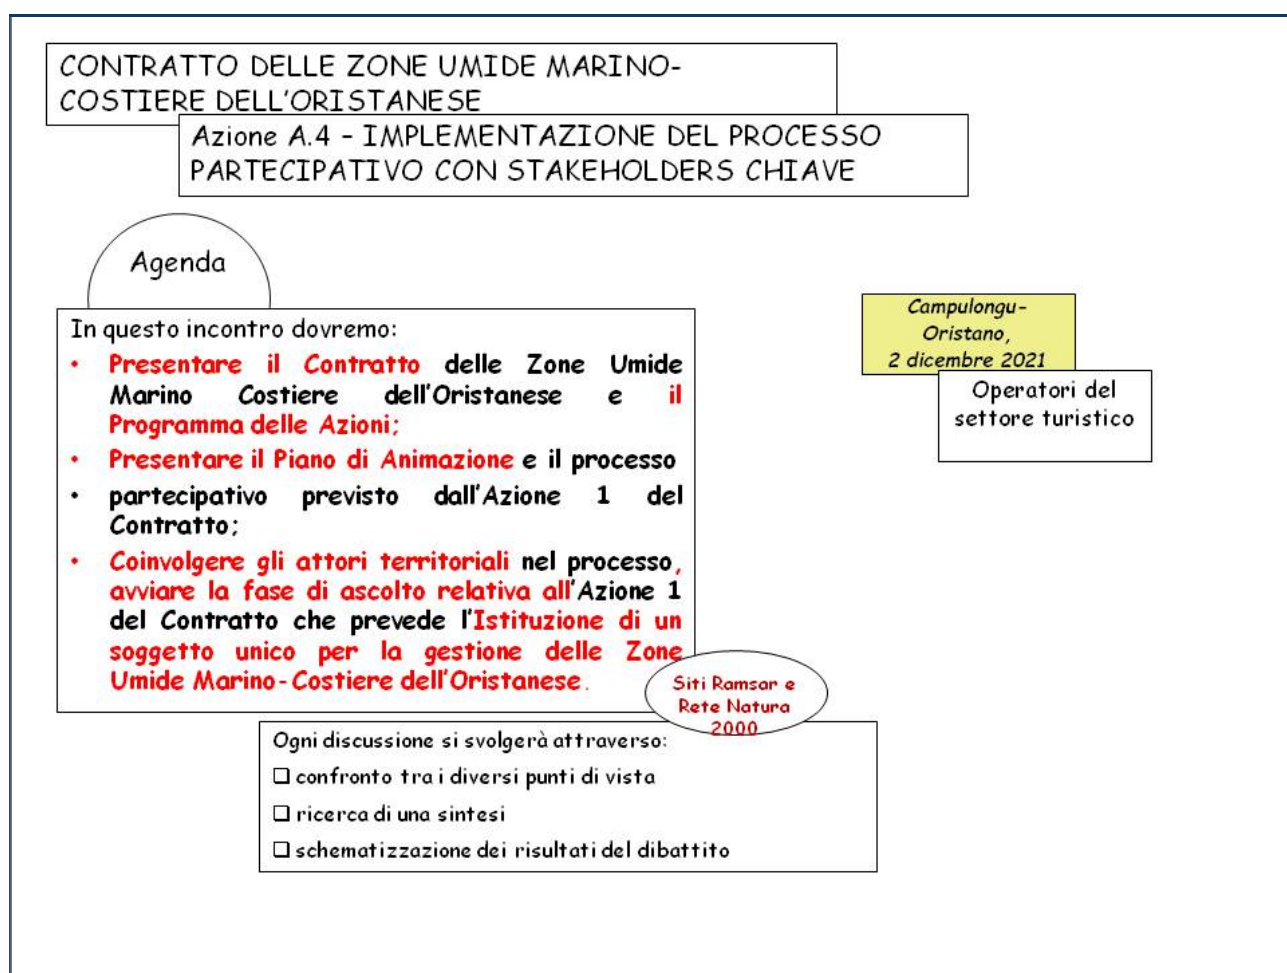 CONTRATTO DELLE ZONE UMIDE MARINO-
COSTIERE DELL'ORISTANESE
Azione A.4 – IMPLEMENTAZIONE DEL PROCESSO
PARTECIPATIVO CON STAKEHOLDERS CHIAVE
Agenda
In questo incontro dovremo:
• Presentare il Contratto delle Zone Umide
Marino Costiere dell'Oristanese e il
Programma delle Azioni;
• Presentare il Piano di Animazione e il processo
• partecipativo previsto dall'Azione 1 del
Contratto;
• Coinvolgere gli attori territoriali nel processo,
avviare la fase di ascolto relativa all'Azione 1
del Contratto che prevede l'Istituzione di un
soggetto unico per la gestione delle Zone
Umide Marino-Costiere dell'Oristanese.
Campulongu-
Oristano,
2 dicembre 2021
Operatori del
settore turistico
Siti Ramsar e
Rete Natura
2000
Ogni discussione si svolgerà attraverso:
❑ confronto tra i diversi punti di vista
❑ ricerca di una sintesi
❑ schematizzazione dei risultati del dibattito